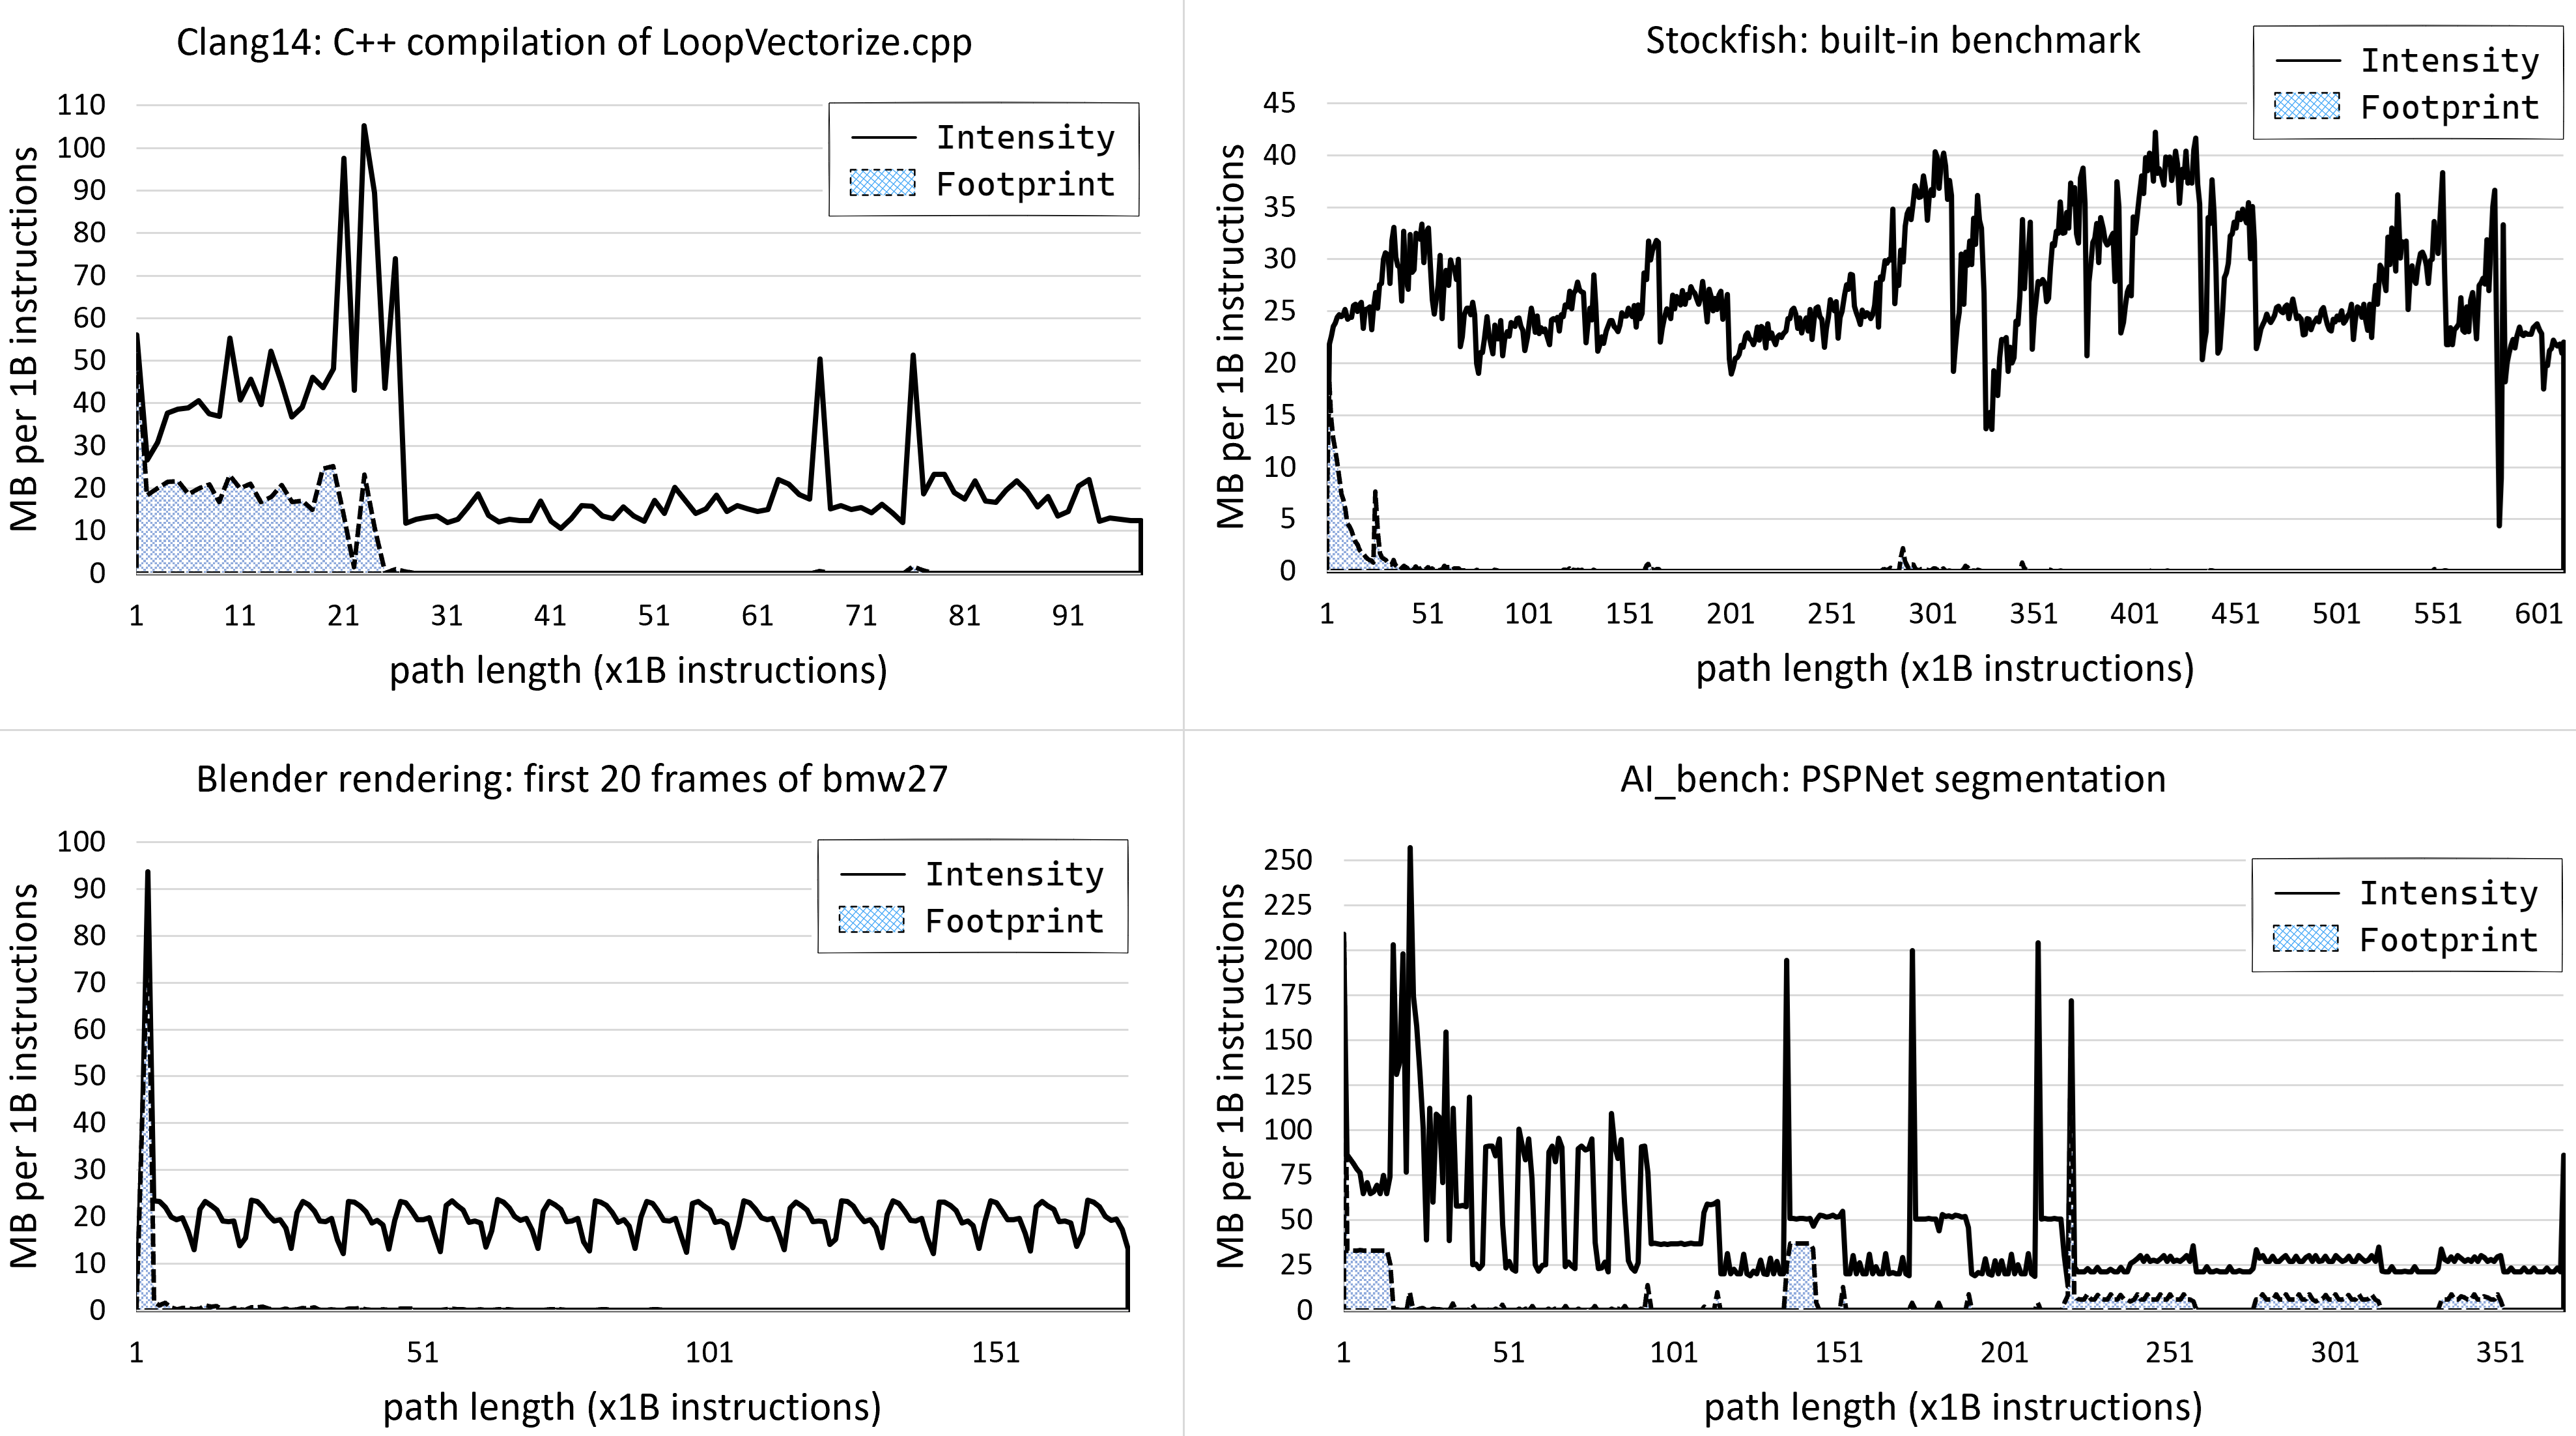 Clang14: C++ compilation of LoopVectorize.cpp
Intensity
Footprint
MB per 1B instructions
110
100
90
80
70
60
50
40
30
20
10
0
1 11 21 31 41 51 61 71 81 91
path length (x1B instructions)
Stockfish: built-in benchmark
Intensity
Footprint
MB per 1B instructions
45
40
35
30
25
20
15
10
5
0
1 51 101 151 201 251 301 351 401 451 501 551 601
path length (x1B instructions)
Blender rendering: first 20 frames of bmw27
Intensity
Footprint
MB per 1B instructions
100
90
80
70
60
50
40
30
20
10
0
1 51 101 151
path length (x1B instructions)
AI_bench: PSPNet segmentation
Intensity
Footprint
MB per 1B instructions
250
225
200
175
150
125
100
75
50
25
0
1 51 101 151 201 251 301 351
path length (x1B instructions)